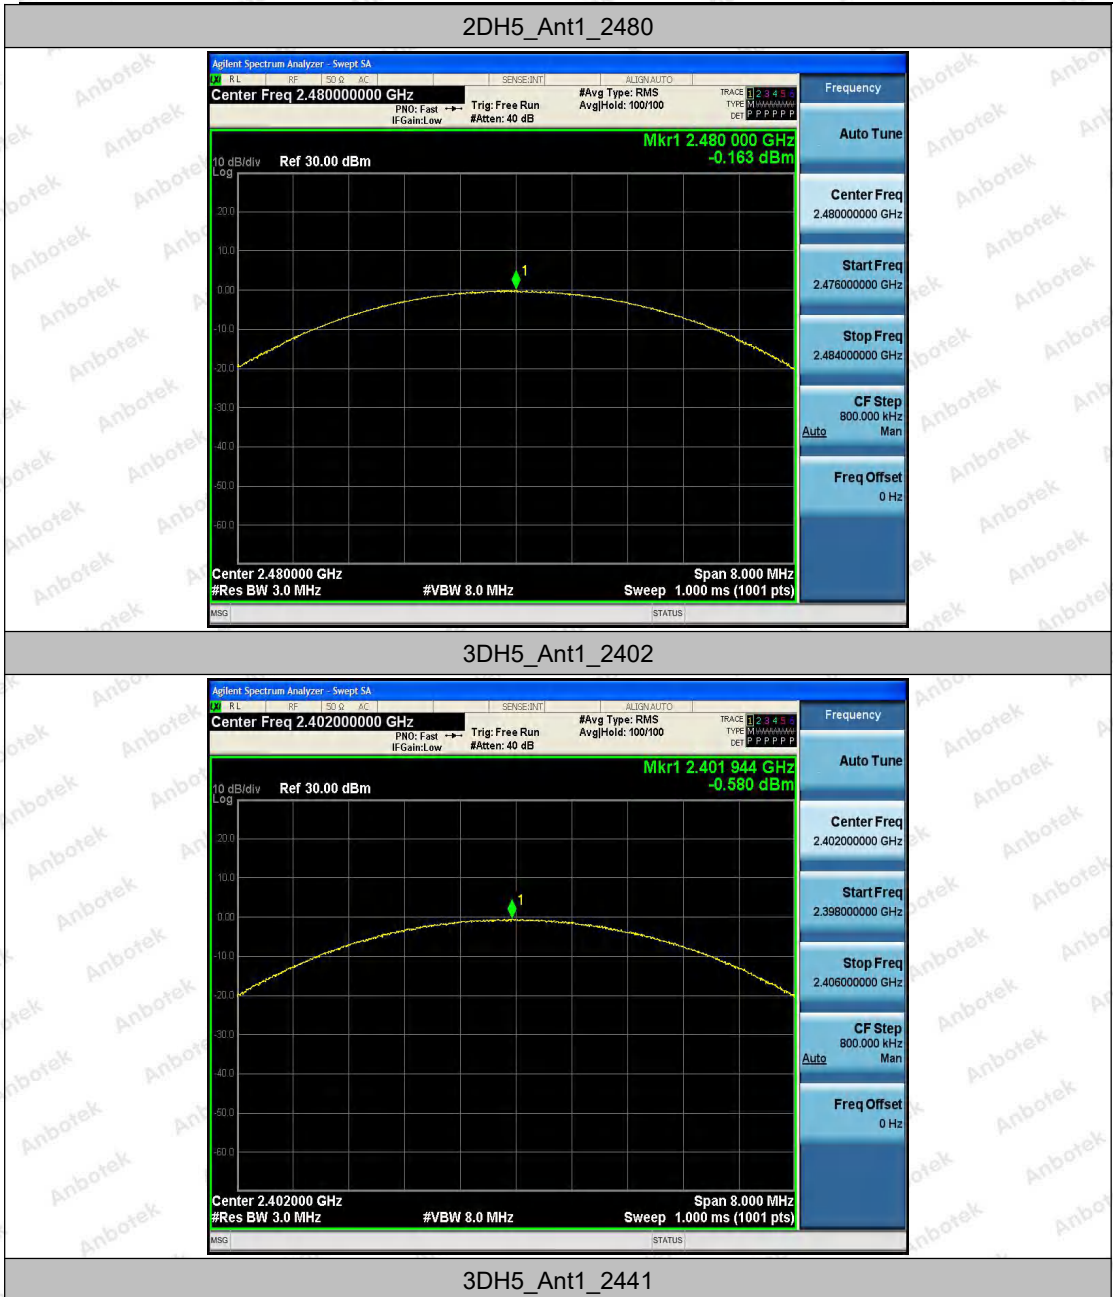 2DH5_Ant1_2480
Agilent Spectrum Analyzer - Swept SA
RL RF 50 Ω AC SENSE:INT ALIGNAUTO
Center Freq 2.480000000 GHz
PNO: Fast
IFGain:Low
Trig: Free Run
#Atten: 40 dB
#Avg Type: RMS
Avg|Hold: 100/100
TRACE 1 2 3 4 5 6
TYPE M
DET P P P P P P
Mkr1 2.480 000 GHz
-0.163 dBm
10 dB/div
Log
Ref 30.00 dBm
20.0
10.0
0.00
-10.0
-20.0
-30.0
-40.0
-50.0
-60.0
1
Center 2.480000 GHz
#Res BW 3.0 MHz
#VBW 8.0 MHz
Span 8.000 MHz
Sweep 1.000 ms (1001 pts)
MSG
STATUS
Frequency
Auto Tune
Center Freq
2.480000000 GHz
Start Freq
2.476000000 GHz
Stop Freq
2.484000000 GHz
CF Step
800.000 kHz
Auto Man
Freq Offset
0 Hz
3DH5_Ant1_2402
Agilent Spectrum Analyzer - Swept SA
RL RF 50 Ω AC SENSE:INT ALIGNAUTO
Center Freq 2.402000000 GHz
PNO: Fast
IFGain:Low
Trig: Free Run
#Atten: 40 dB
#Avg Type: RMS
Avg|Hold: 100/100
TRACE 1 2 3 4 5 6
TYPE M
DET P P P P P P
Mkr1 2.401 944 GHz
-0.580 dBm
10 dB/div
Log
Ref 30.00 dBm
20.0
10.0
0.00
-10.0
-20.0
-30.0
-40.0
-50.0
-60.0
1
Center 2.402000 GHz
#Res BW 3.0 MHz
#VBW 8.0 MHz
Span 8.000 MHz
Sweep 1.000 ms (1001 pts)
MSG
STATUS
Frequency
Auto Tune
Center Freq
2.402000000 GHz
Start Freq
2.398000000 GHz
Stop Freq
2.406000000 GHz
CF Step
800.000 kHz
Auto Man
Freq Offset
0 Hz
3DH5_Ant1_2441
Anbotek